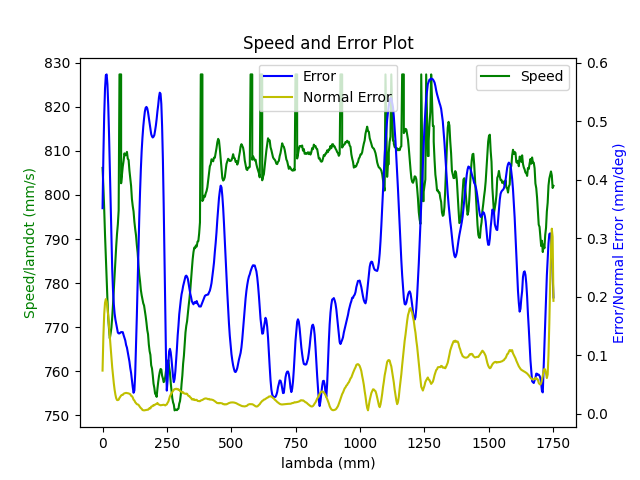 Speed and Error Plot
Error
Normal Error
Speed
830
820
810
800
790
780
770
760
750
Speed/lamdot (mm/s)
0.6
0.5
0.4
0.3
0.2
0.1
0.0
Error/Normal Error (mm/deg)
0 250 500 750 1000 1250 1500 1750
lambda (mm)